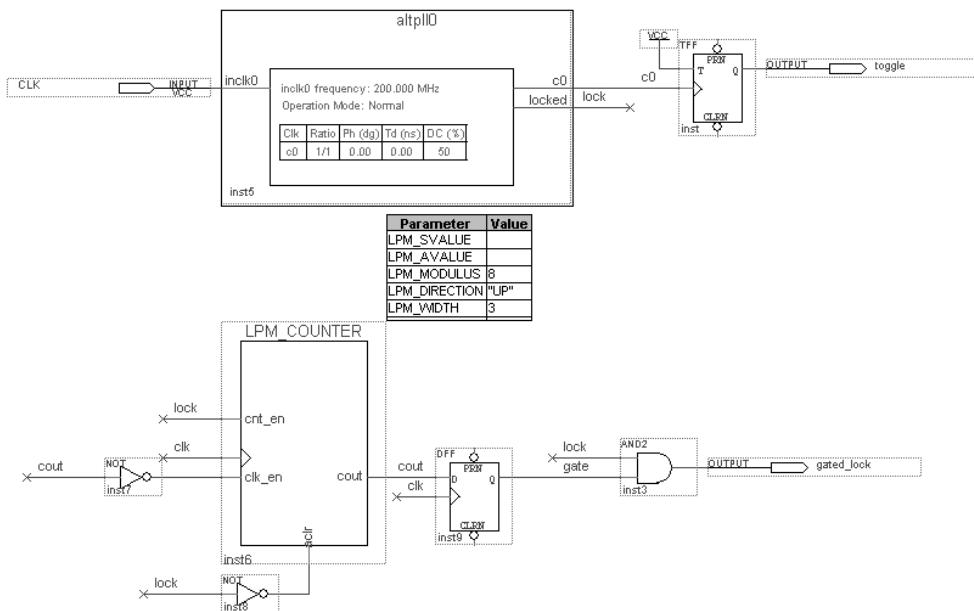 altpll0
CLK
INPUT
VCC
inclk0
inclk0 frequency: 200.000 MHz
Operation Mode: Normal
Clk Ratio Ph (dg) Td (ns) DC (%)
c0 1/1 0.00 0.00 50
inst5
c0
locked
lock
c0
VCC
TFF
PRN
T Q
CLRN
inst
OUTPUT
toggle
Parameter Value
LPM_SVALUE
LPM_AVALUE
LPM_MODULUS 8
LPM_DIRECTION "UP"
LPM_WIDTH 3
LPM_COUNTER
lock
cnt_en
clk
cout
NOT
inst7
clk_en
cout
aclr
inst6
lock
NOT
inst8
cout
clk
DFF
PRN
D Q
CLRN
inst9
lock
gate
AND2
inst3
OUTPUT
gated_lock